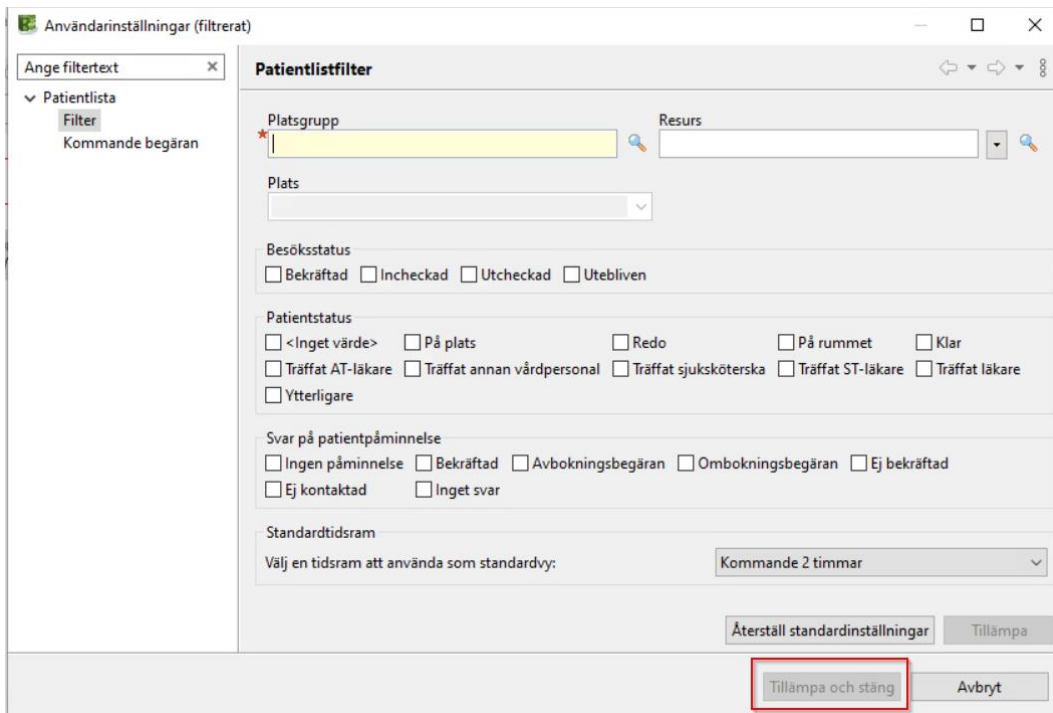 Användarinställningar (filtrerat)
Ange filtertext
Patientlistfilter
Patientlista
Filter
Kommande begäran
Platsgrupp Resurs
*
Plats
Besöksstatus
Bekräftad Incheckad Utcheckad Utebliven
Patientstatus
<Inget värde> På plats Redo På rummet Klar
Träffat AT-läkare Träffat annan vårdpersonal Träffat sjuksköterska Träffat ST-läkare Träffat läkare
Ytterligare
Svar på patientpåminnelse
Ingen påminnelse Bekräftad Avbokningsbegäran Ombokningsbegäran Ej bekräftad
Ej kontaktad Inget svar
Standardtidsram
Välj en tidsram att använda som standardvy: Kommande 2 timmar
Återställ standardinställningar Tillämpa
Tillämpa och stäng Avbryt